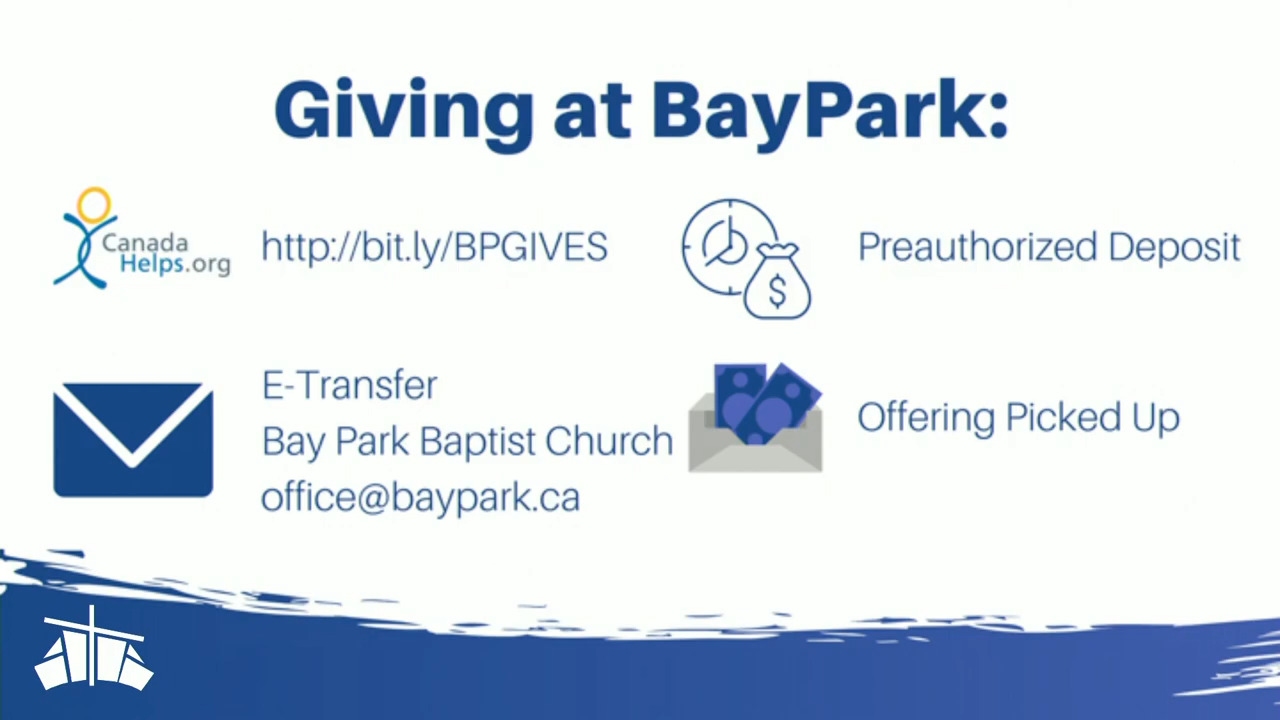 Giving at BayPark:
Canada
Helps.org
http://bit.ly/BPGIVES
Preauthorized Deposit
$
E-Transfer
Bay Park Baptist Church
office@baypark.ca
Offering Picked Up